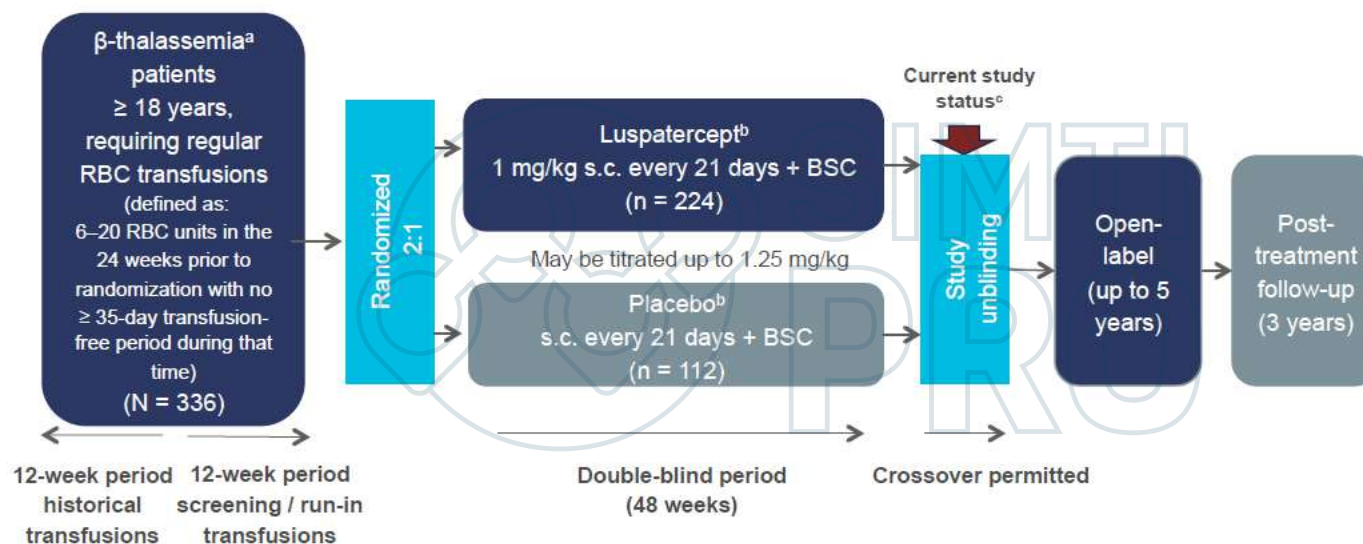 β-thalassemiaᵃ
patients
≥ 18 years,
requiring regular
RBC transfusions
(defined as:
6–20 RBC units in the
24 weeks prior to
randomization with no
≥ 35-day transfusion-
free period during that
time)
(N = 336)
12-week period
historical
transfusions
12-week period
screening / run-in
transfusions
Randomized
2:1
Luspaterceptᵇ
1 mg/kg s.c. every 21 days + BSC
(n = 224)
May be titrated up to 1.25 mg/kg
Placeboᵇ
s.c. every 21 days + BSC
(n = 112)
Double-blind period
(48 weeks)
Current study
statusᶜ
Study
unblinding
Crossover permitted
Open-
label
(up to 5
years)
Post-
treatment
follow-up
(3 years)
SIMTI
PRO